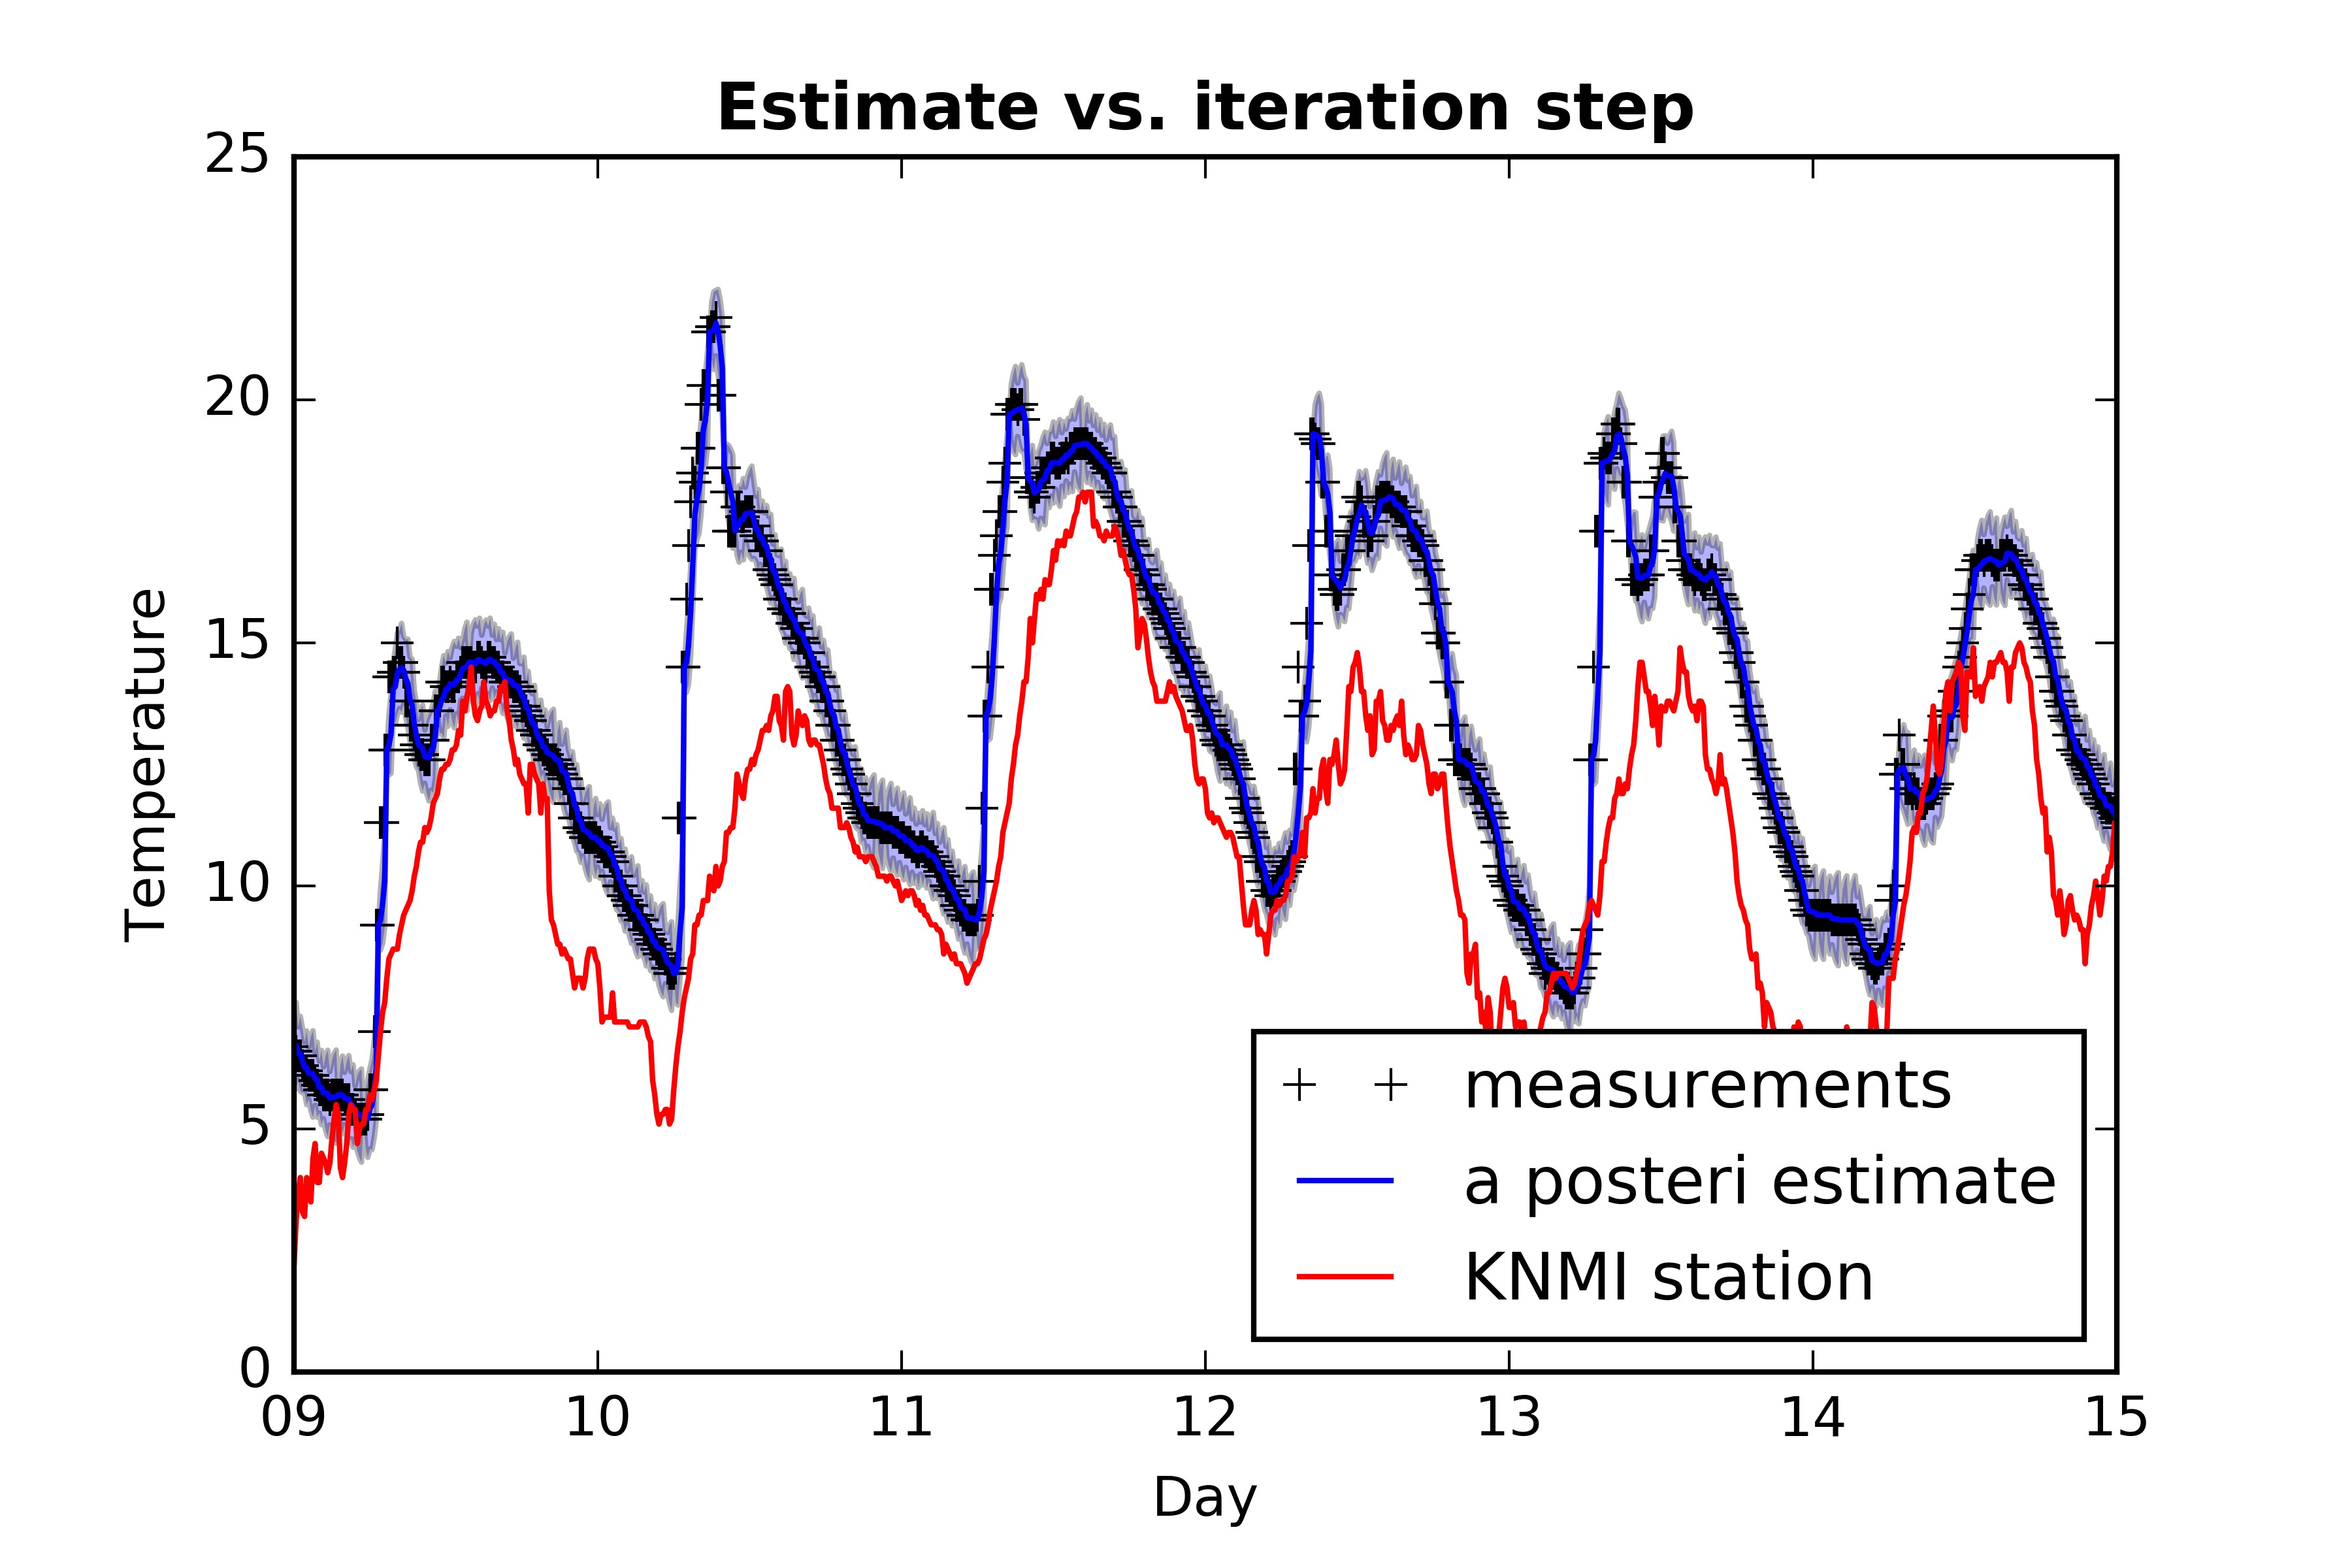 Estimate vs. iteration step
25
20
15
10
5
0
Temperature
09 10 11 12 13 14 15
Day
measurements
a posteri estimate
KNMI station